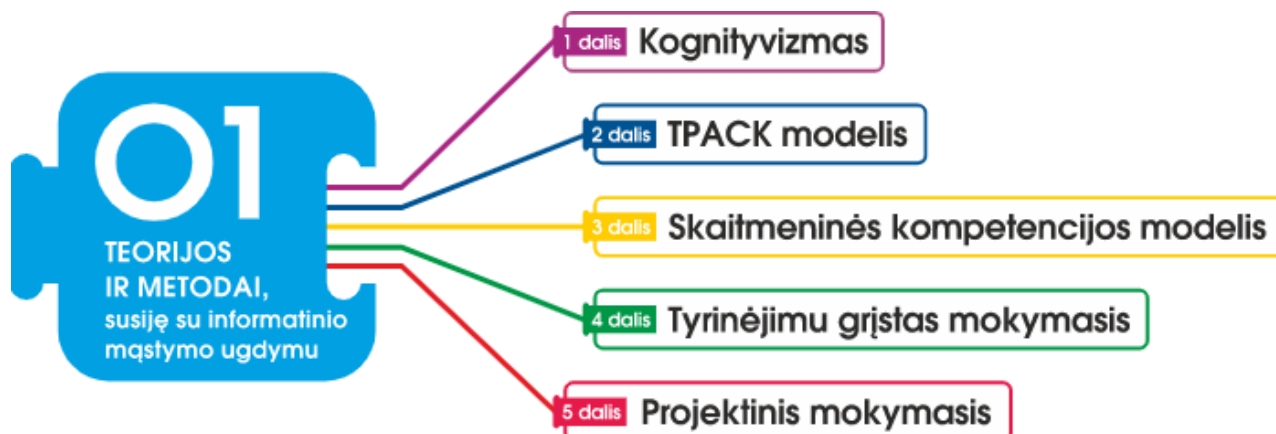 01
TEORIJOS
IR METODAI,
susiję su informatinio
mąstymo ugdymu
1 dalis Kognityvizmas
2 dalis TPACK modelis
3 dalis Skaitmeninės kompetencijos modelis
4 dalis Tyrinėjimu grįstas mokymasis
5 dalis Projektinis mokymasis